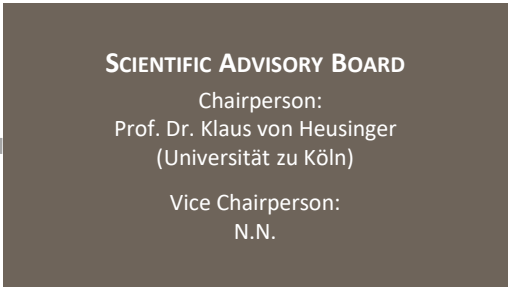 SCIENTIFIC ADVISORY BOARD
Chairperson:
Prof. Dr. Klaus von Heusinger
(Universität zu Köln)
Vice Chairperson:
N.N.